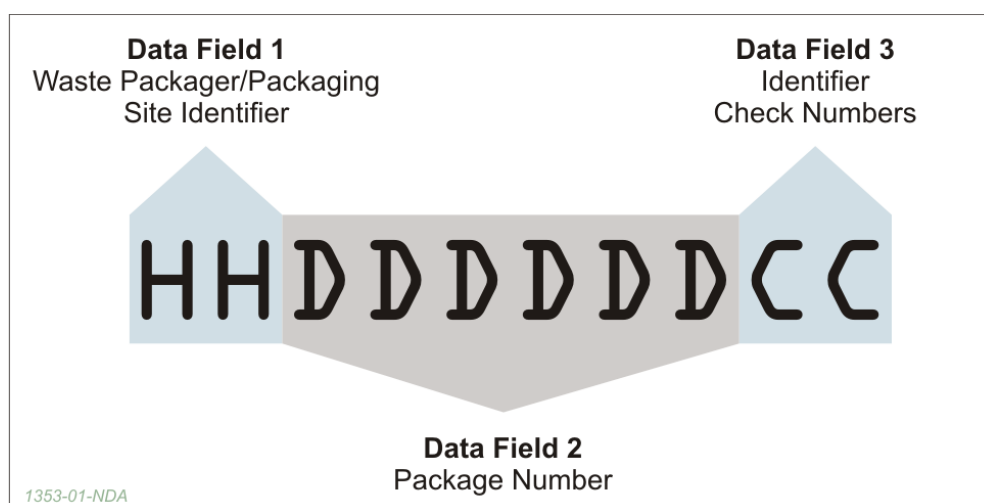 Data Field 1
Waste Packager/Packaging
Site Identifier
Data Field 3
Identifier
Check Numbers
HHDDDDDDCC
Data Field 2
Package Number
1353-01-NDA